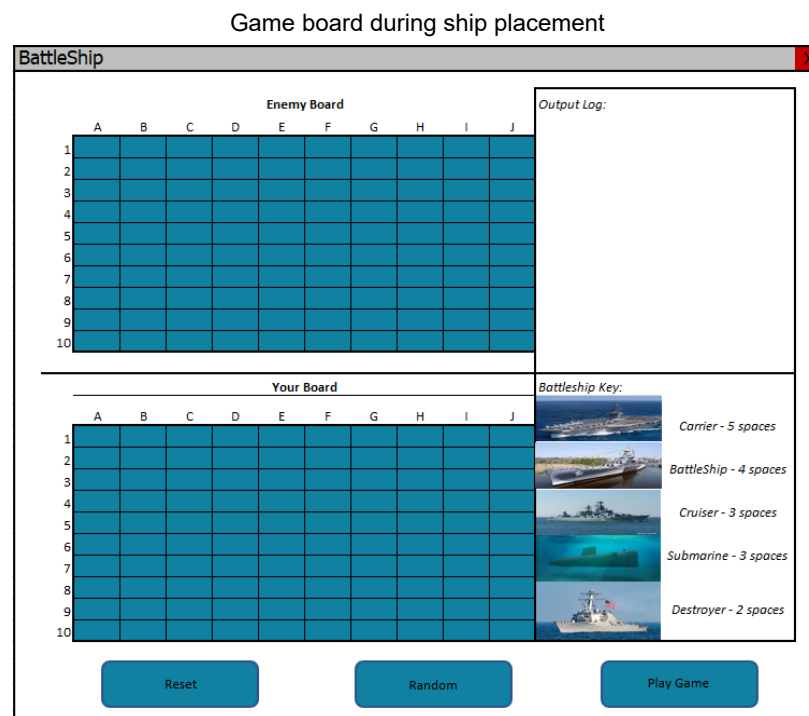 Game board during ship placement
BattleShip
Enemy Board
Output Log:
A B C D E F G H I J
1
2
3
4
5
6
7
8
9
10
Your Board
Battleship Key:
A B C D E F G H I J
1
2
3
4
5
6
7
8
9
10
Carrier - 5 spaces
BattleShip - 4 spaces
Cruiser - 3 spaces
Submarine - 3 spaces
Destroyer - 2 spaces
Reset
Random
Play Game